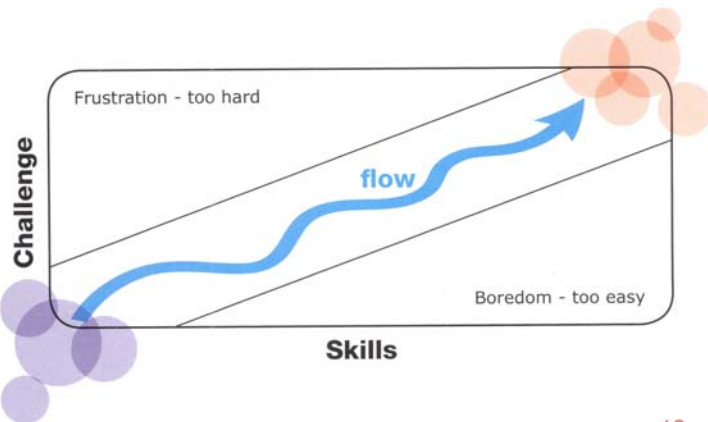 Frustration - too hard
Challenge
flow
Boredom - too easy
Skills